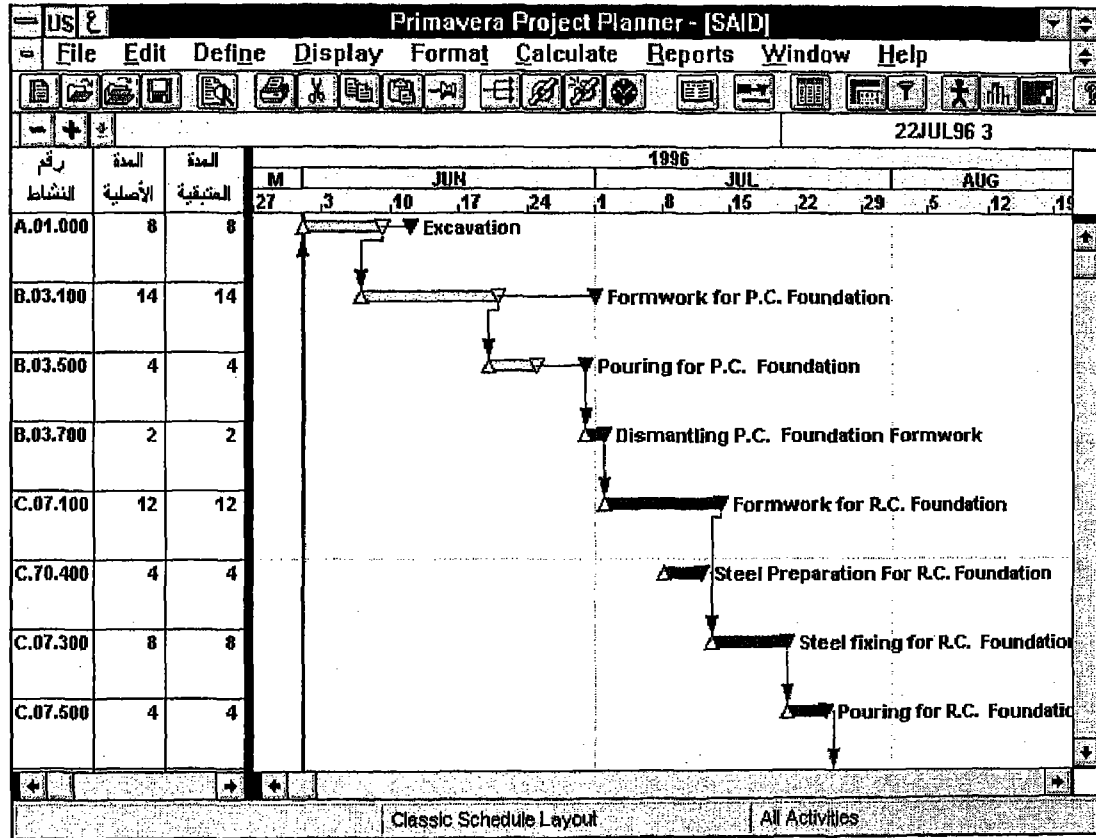 US ع Primavera Project Planner - [SAID]
File Edit Define Display Format Calculate Reports Window Help
22JUL96 3
رقم النشاط
المدة الأصلية
المدة المتبقية
1996
M JUN JUL AUG
27 3 10 17 24 1 8 15 22 29 5 12 19
A.01.000 8 8 Excavation
B.03.100 14 14 Formwork for P.C. Foundation
B.03.500 4 4 Pouring for P.C. Foundation
B.03.700 2 2 Dismantling P.C. Foundation Formwork
C.07.100 12 12 Formwork for R.C. Foundation
C.70.400 4 4 Steel Preparation For R.C. Foundation
C.07.300 8 8 Steel fixing for R.C. Foundation
C.07.500 4 4 Pouring for R.C. Foundatio
Classic Schedule Layout All Activities